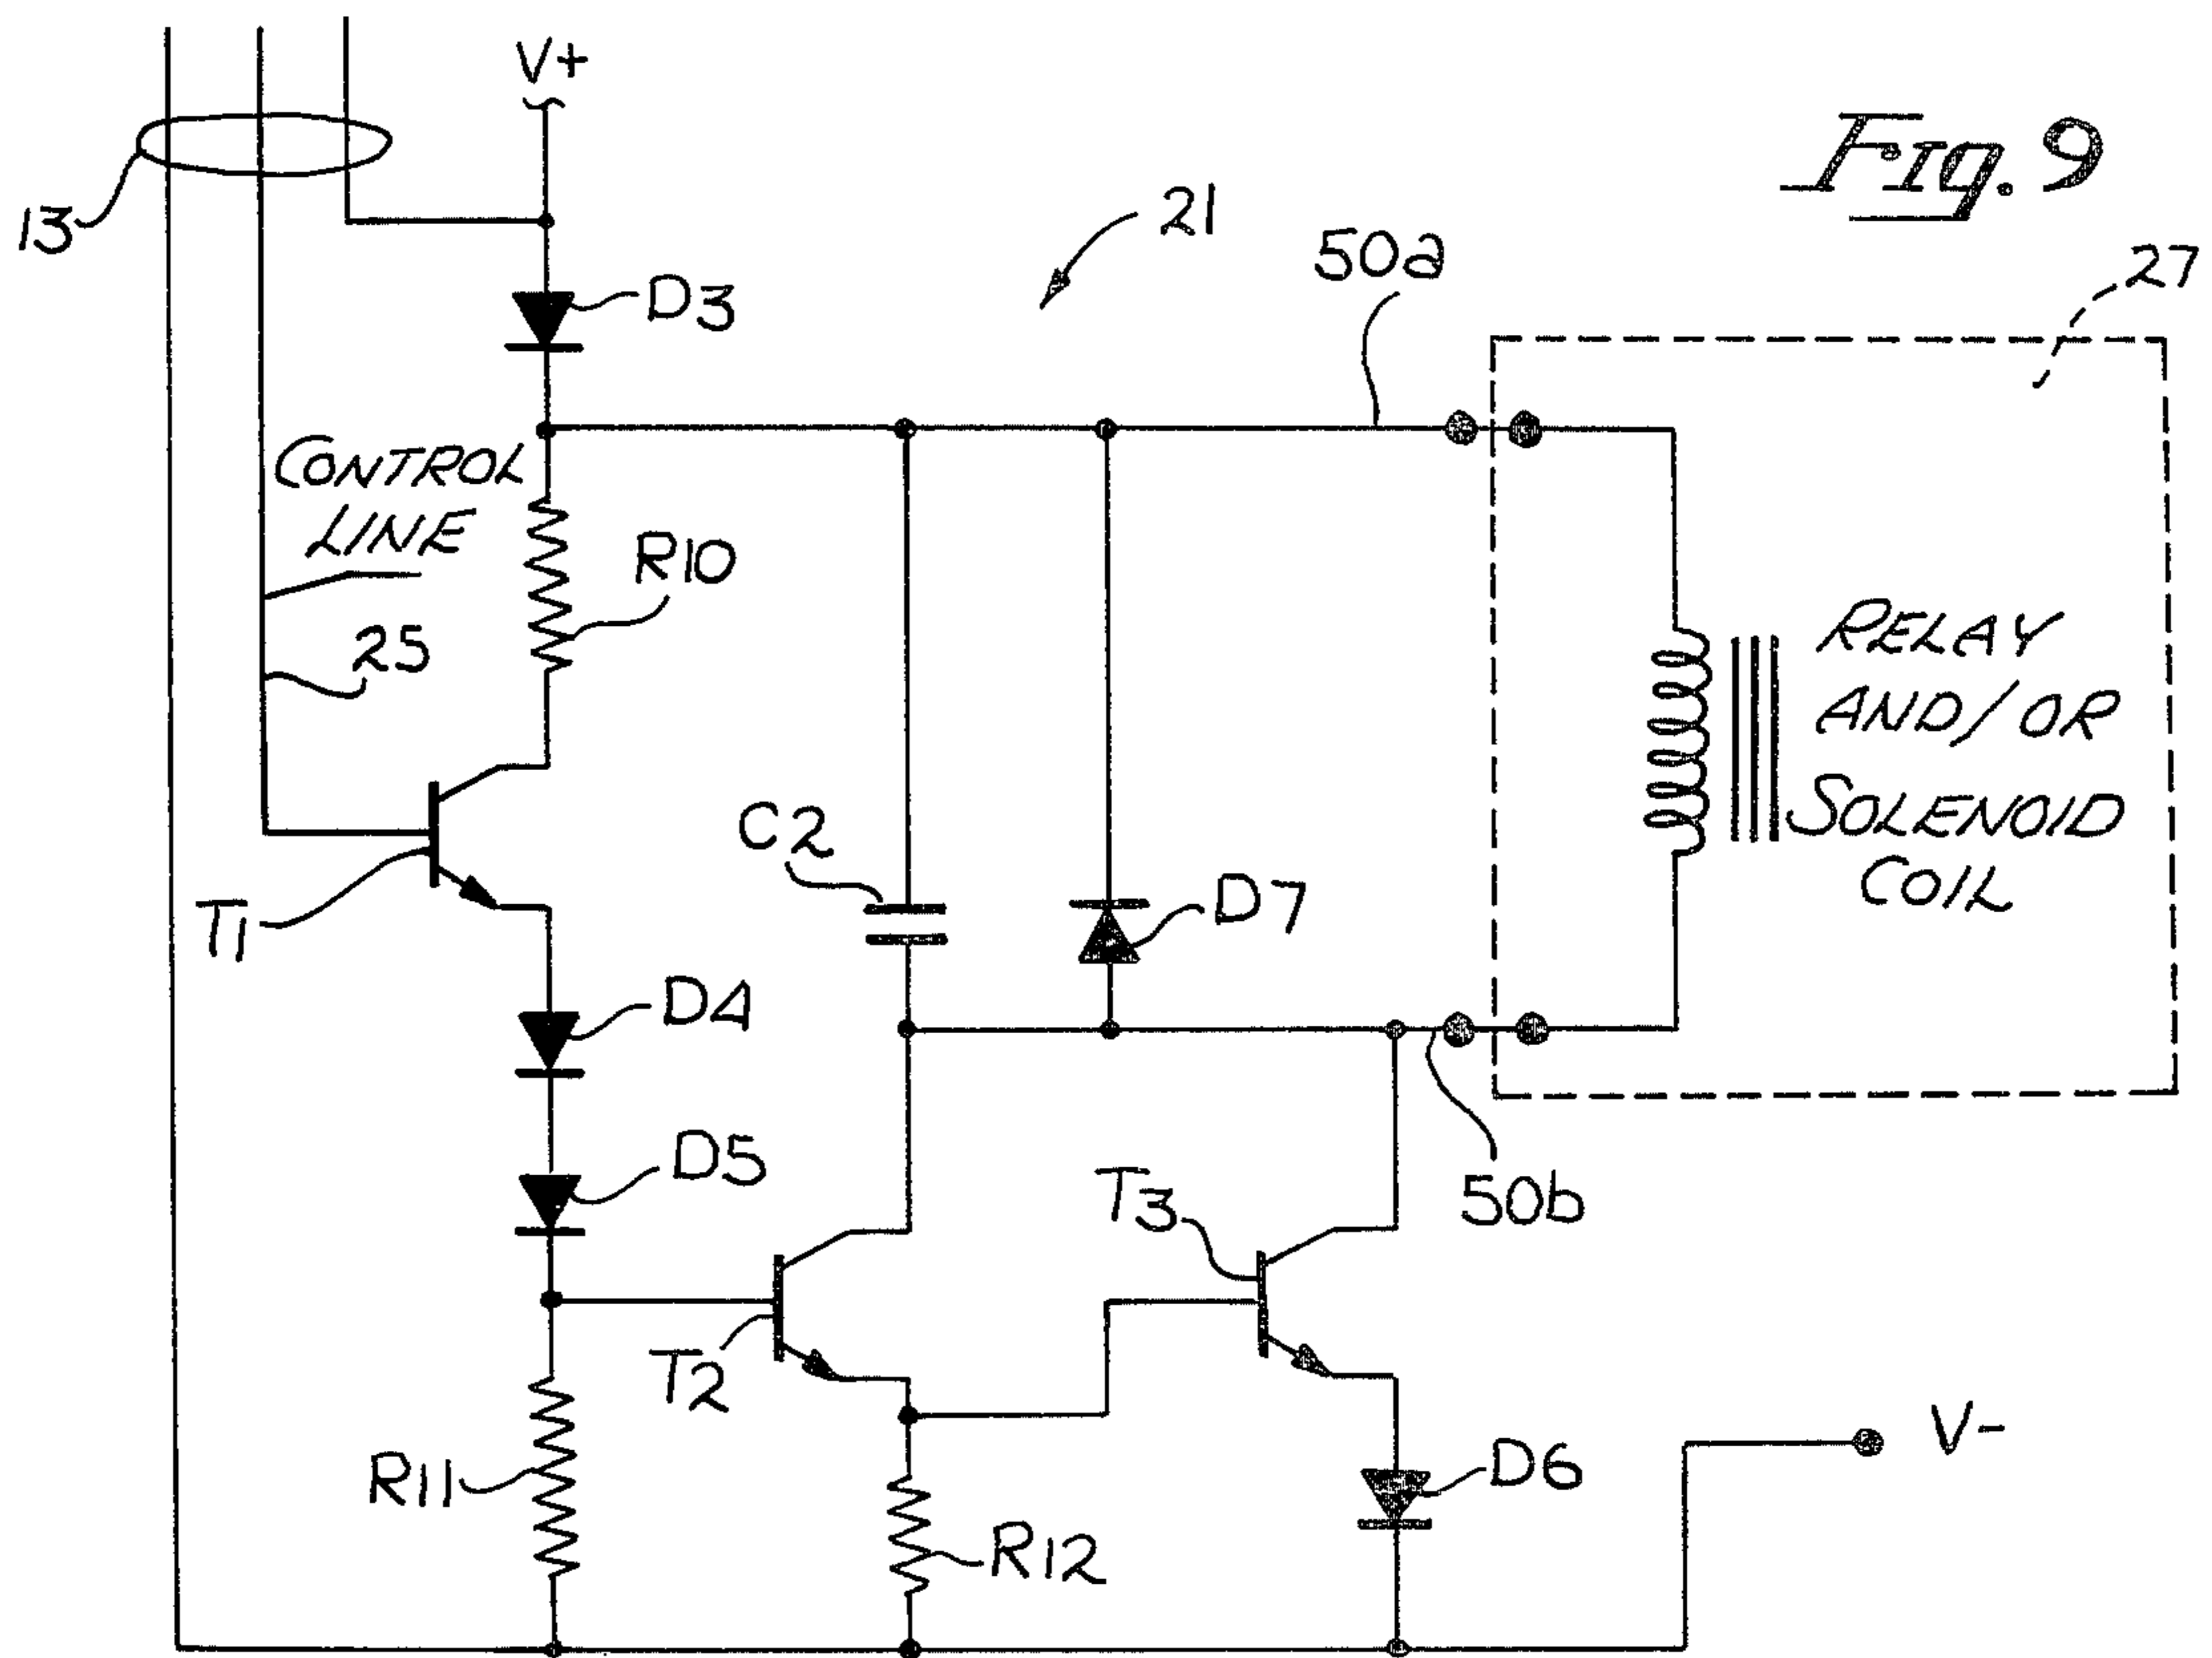 V+
Fig. 9
13
21
50a
27
D3
CONTROL
LINE
R10
25
RELAY
AND/OR
SOLENOID
COIL
C2
D7
T1
D4
D5
T3
50b
T2
V-
R11
D6
R12